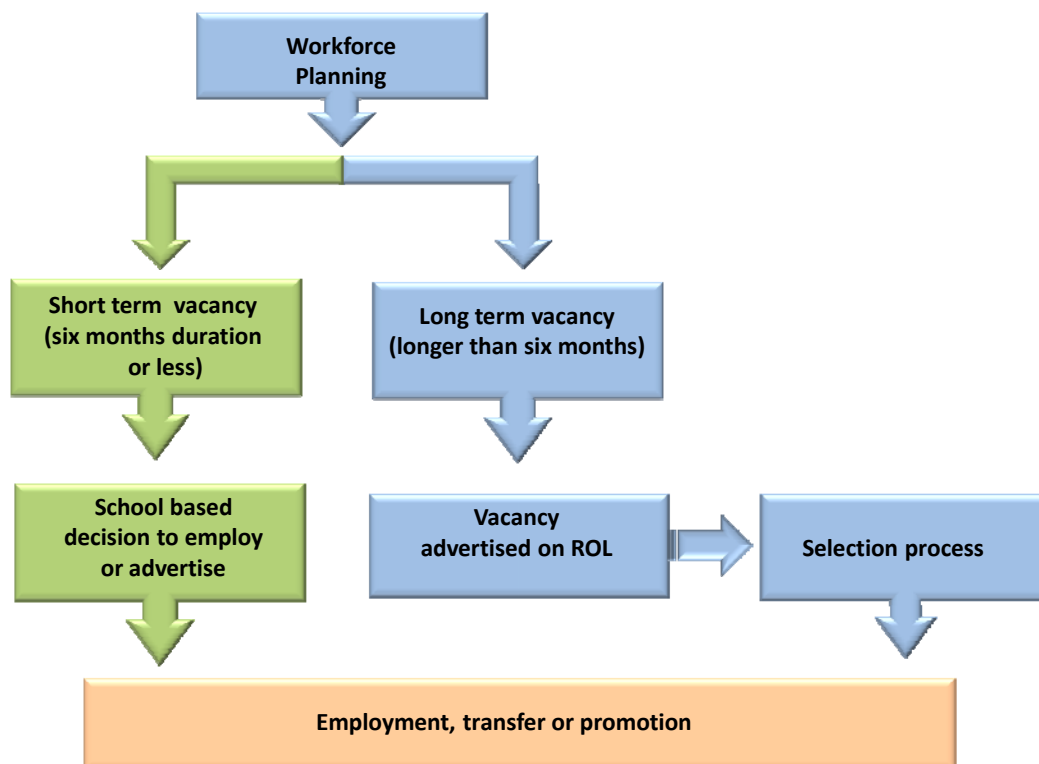 Workforce
Planning
Short term vacancy
(six months duration
or less)
Long term vacancy
(longer than six months)
School based
decision to employ
or advertise
Vacancy
advertised on ROL
Selection process
Employment, transfer or promotion